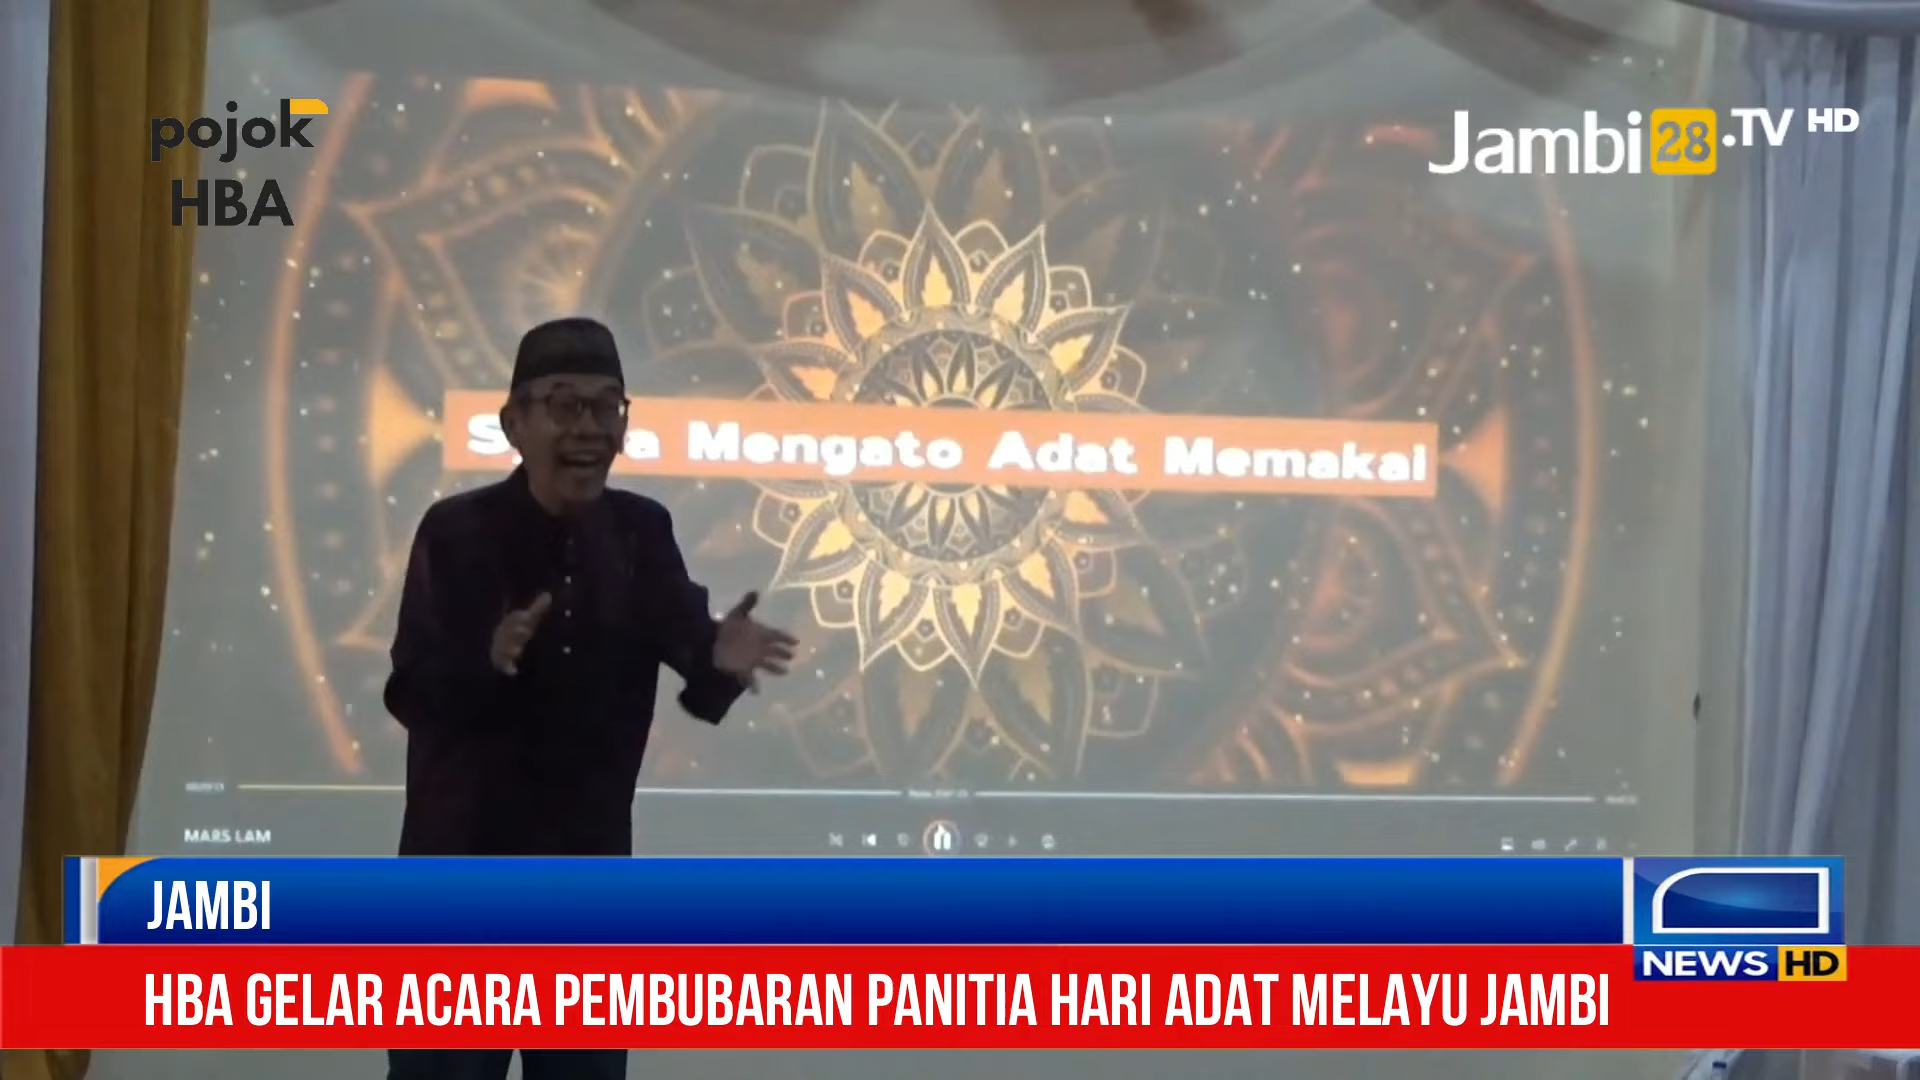 pojok
HBA
Jambi28.TV HD
Mengato Adat Memakai
MARS LAM
JAMBI
NEWS HD
HBA GELAR ACARA PEMBUBARAN PANITIA HARI ADAT MELAYU JAMBI